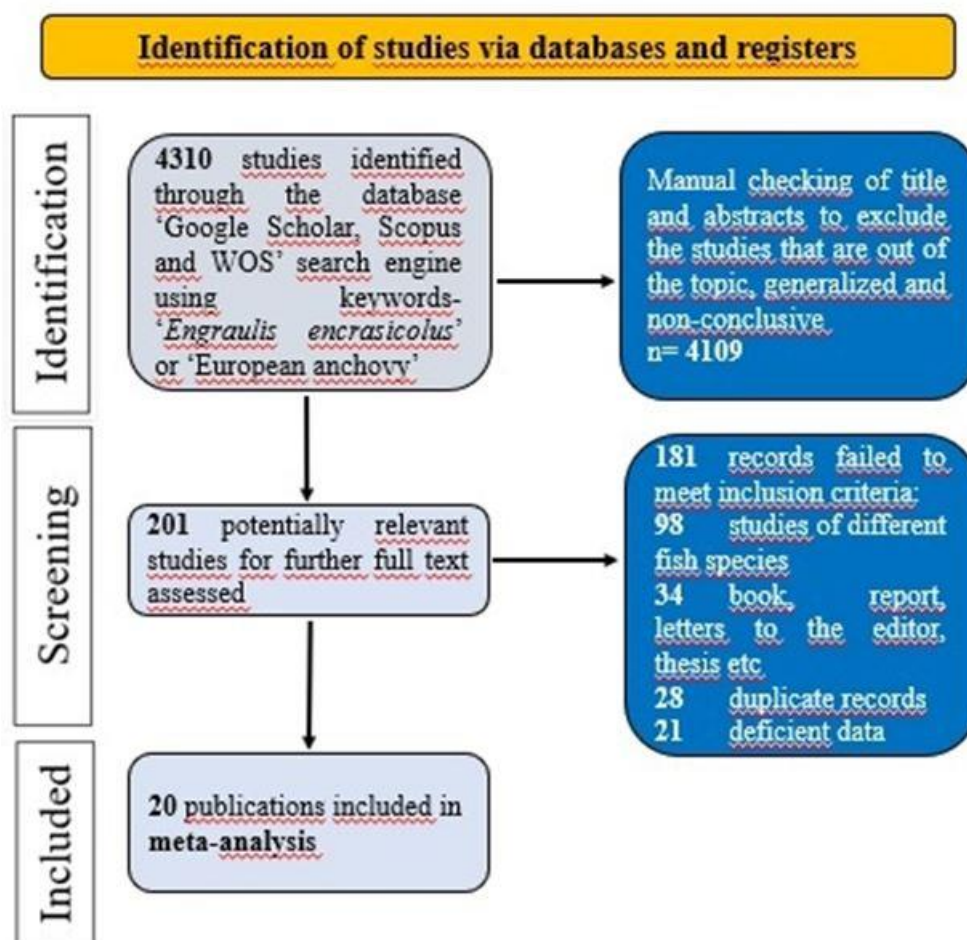 Identification of studies via databases and registers
Identification
4310 studies identified
through the database
‘Google Scholar, Scopus
and WOS’ search engine
using keywords-
‘Engraulis encrasicolus’
or ‘European anchovy’
Manual checking of title
and abstracts to exclude
the studies that are out of
the topic, generalized and
non-conclusive
n= 4109
Screening
201 potentially relevant
studies for further full text
assessed
181 records failed to
meet inclusion criteria:
98 studies of different
fish species
34 book, report,
letters to the editor,
thesis etc
28 duplicate records
21 deficient data
Included
20 publications included in
meta-analysis